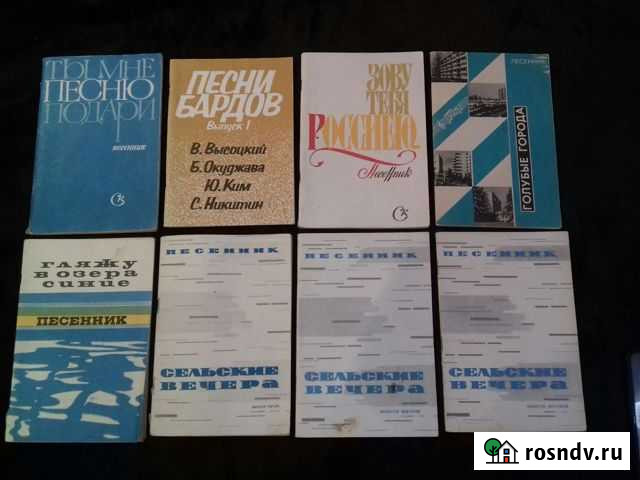 ТЫ МНЕ
ПЕСНЮ
ПОДАРИ
песенник
ПЕСНИ
БАРДОВ
Выпуск 1
В. Высоцкий
Б. Окуджава
Ю. Ким
С. Никитин
ЗОВУ
ТЕБЯ
РОССИЕЮ
Песенник
ПЕСЕННИК
ГОЛУБЫЕ ГОРОДА
ГЛЯЖУ
В ОЗЕРА
СИНИЕ
ПЕСЕННИК
ПЕСЕННИК
СЕЛЬСКИЕ
ВЕЧЕРА
ПЕСЕННИК
СЕЛЬСКИЕ
ВЕЧЕРА
ПЕСЕННИК
СЕЛЬСКИЕ
ВЕЧЕРА
rosndv.ru